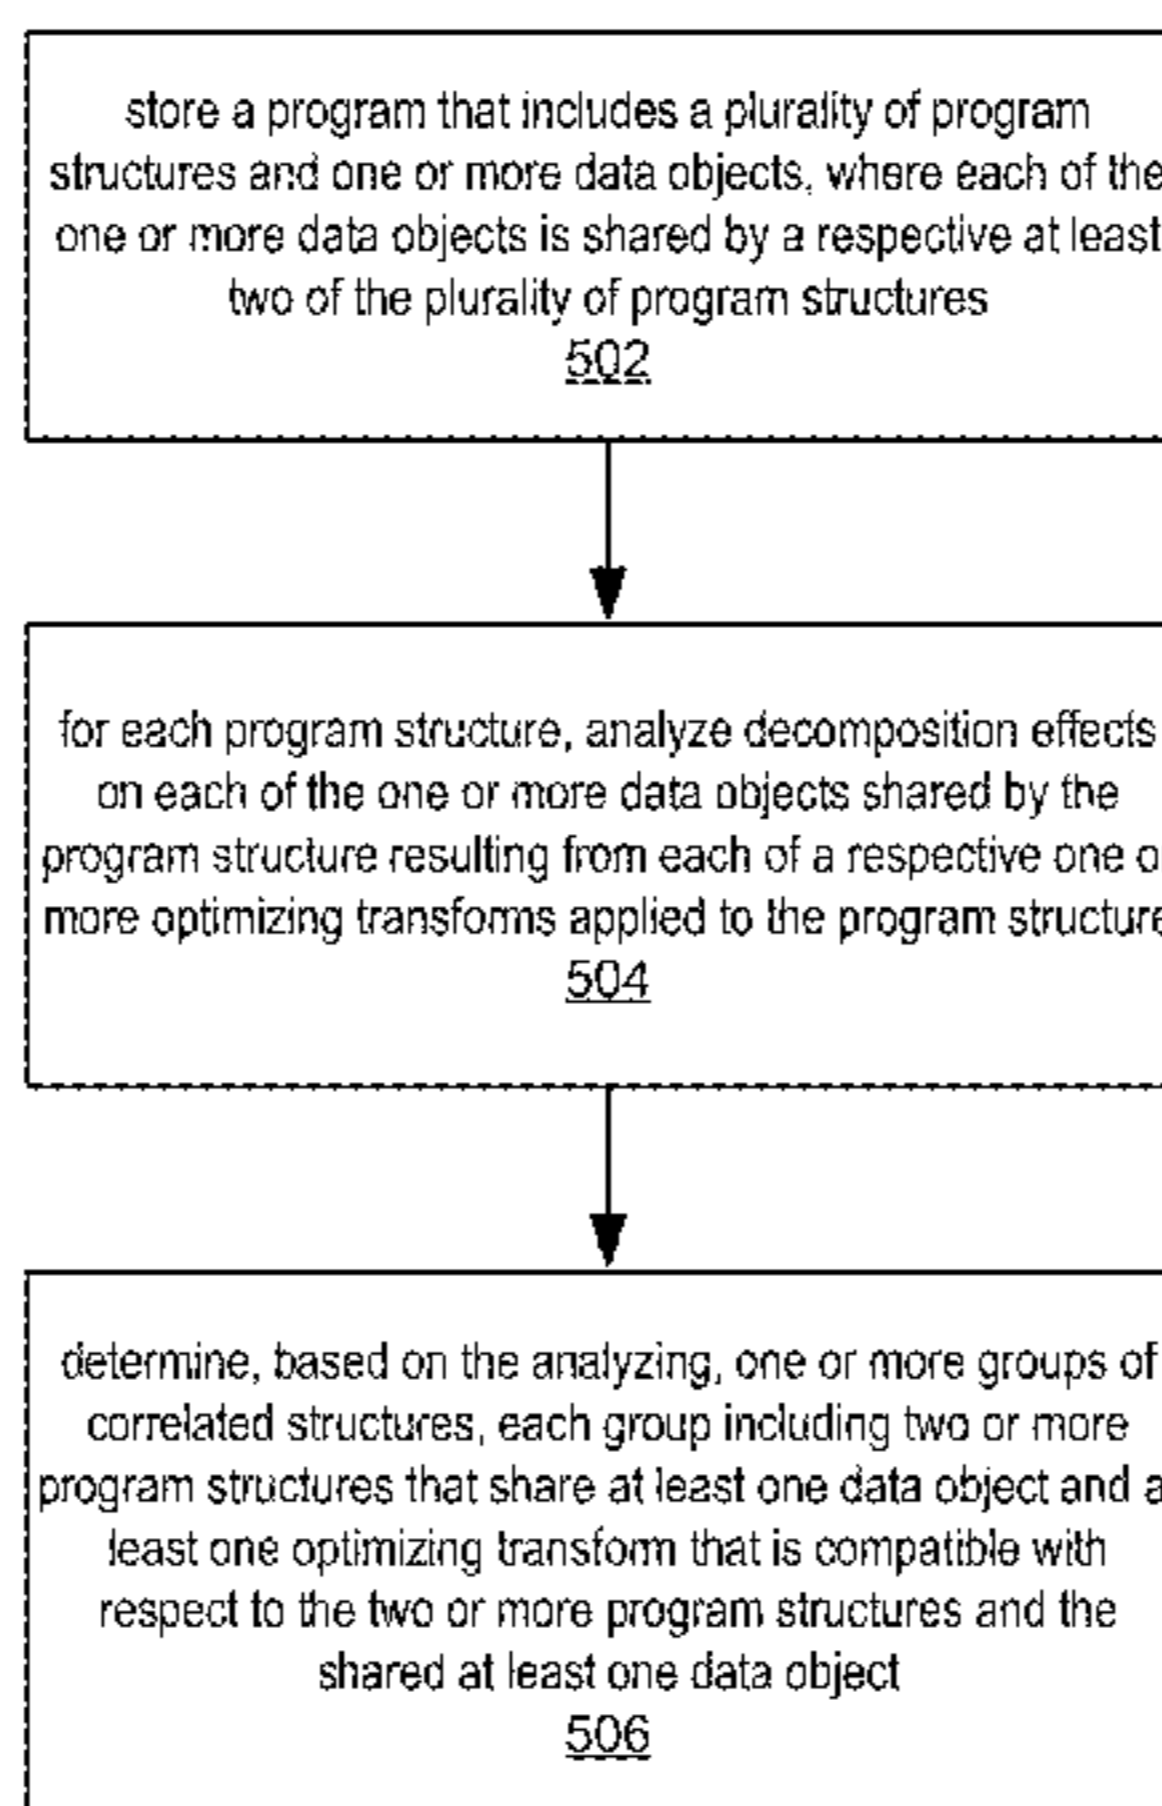 store a program that includes a plurality of program
structures and one or more data objects, where each of the
one or more data objects is shared by a respective at least
two of the plurality of program structures
502
for each program structure, analyze decomposition effects
on each of the one or more data objects shared by the
program structure resulting from each of a respective one o
more optimizing transforms applied to the program structure
504
determine, based on the analyzing, one or more groups of
correlated structures, each group including two or more
program structures that share at least one data object and a
least one optimizing transform that is compatible with
respect to the two or more program structures and the
shared at least one data object
506